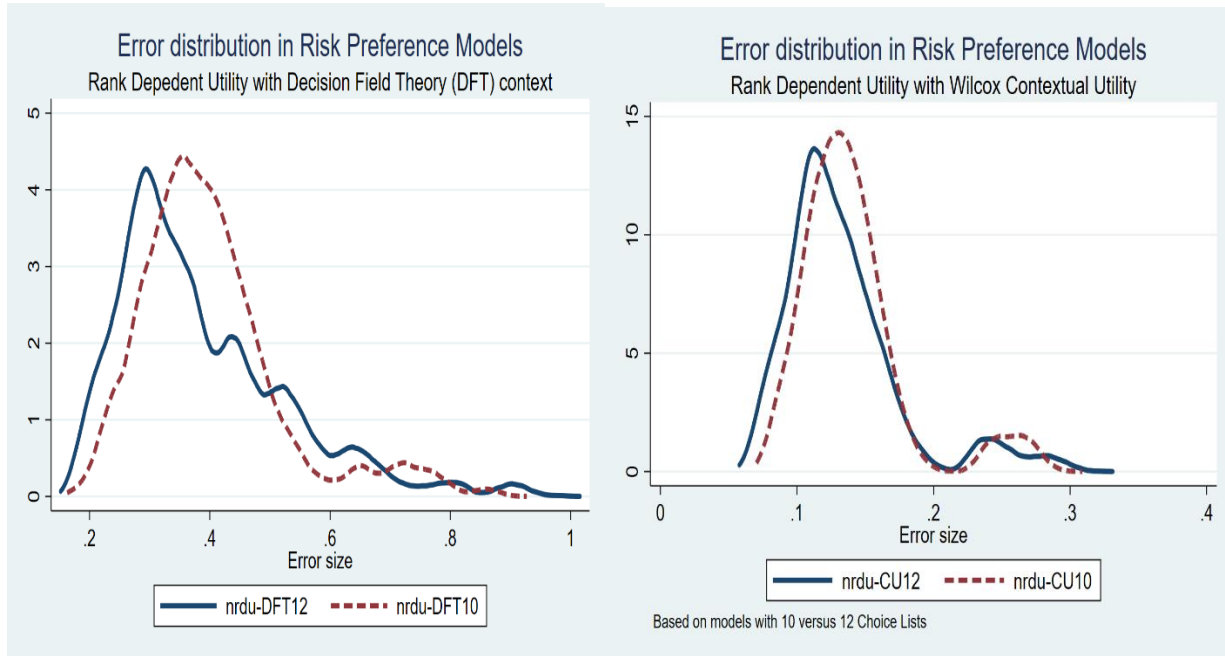 Error distribution in Risk Preference Models
Rank Depedent Utility with Decision Field Theory (DFT) context
5
4
3
2
1
0
.2 .4 .6 .8 1
Error size
nrdu-DFT12 nrdu-DFT10
Error distribution in Risk Preference Models
Rank Dependent Utility with Wilcox Contextual Utility
15
10
5
0
0 .1 .2 .3 .4
Error size
nrdu-CU12 nrdu-CU10
Based on models with 10 versus 12 Choice Lists